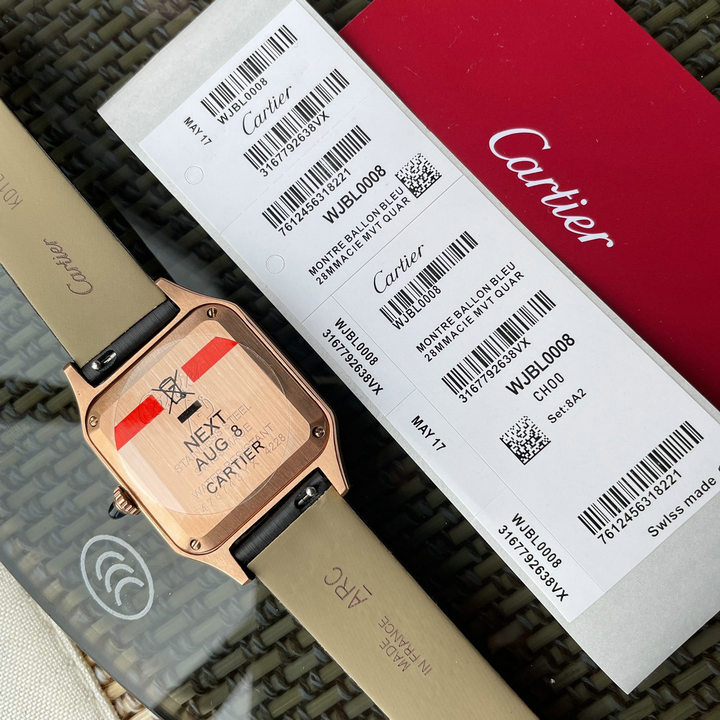 WJBL0008
MAY 17
Cartier
3167792638VX
7612456318221
WJBL0008
MONTRE BALLON BLEU
28MMACIE MVT QUAR
Cartier
WJBL0008
MONTRE BALLON BLEU
28MMACIE MVT QUAR
3167792638VX
WJBL0008
CHOO
Set:8A2
WJBL0008
3167792638VX
MAY 17
7612456318221
Swiss made
WJBL0008
3167792638VX
Cartier
Cartier
NEXT
AUG 8
CARTIER
4228
ARC
MADE
IN FRANCE